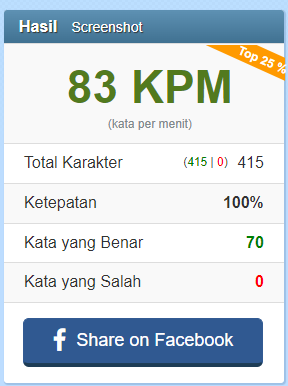 Hasil Screenshot
Top 25 %
83 KPM
(kata per menit)
Total Karakter (415 | 0) 415
Ketepatan 100%
Kata yang Benar 70
Kata yang Salah 0
Share on Facebook